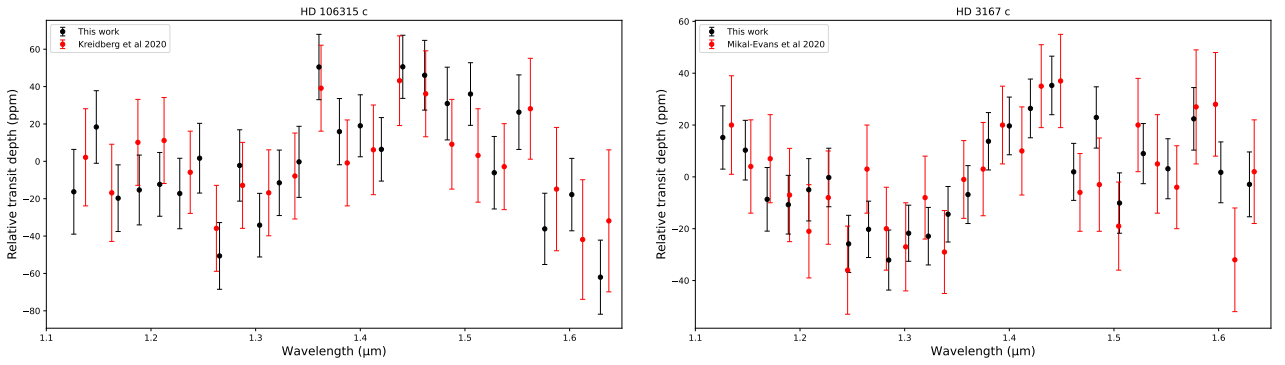 HD 106315 c
This work
Kreidberg et al 2020
Relative transit depth (ppm)
60
40
20
0
−20
−40
−60
−80
1.1 1.2 1.3 1.4 1.5 1.6
Wavelength (μm)
HD 3167 c
This work
Mikal-Evans et al 2020
Relative transit depth (ppm)
60
40
20
0
−20
−40
1.1 1.2 1.3 1.4 1.5 1.6
Wavelength (μm)